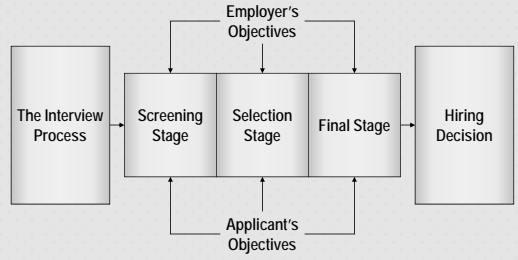 Employer's
Objectives
The Interview
Process
Screening
Stage
Selection
Stage
Final Stage
Hiring
Decision
Applicant's
Objectives